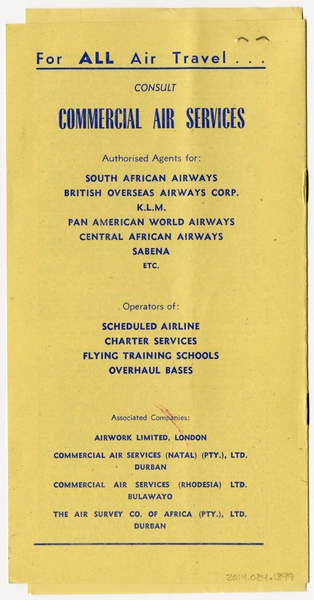 For ALL Air Travel . . .
CONSULT
COMMERCIAL AIR SERVICES
Authorised Agents for:
SOUTH AFRICAN AIRWAYS
BRITISH OVERSEAS AIRWAYS CORP.
K.L.M.
PAN AMERICAN WORLD AIRWAYS
CENTRAL AFRICAN AIRWAYS
SABENA
ETC.
Operators of:
SCHEDULED AIRLINE
CHARTER SERVICES
FLYING TRAINING SCHOOLS
OVERHAUL BASES
Associated Companies:
AIRWORK LIMITED, LONDON
COMMERCIAL AIR SERVICES (NATAL) (PTY.), LTD.
DURBAN
COMMERCIAL AIR SERVICES (RHODESIA) LTD.
BULAWAYO
THE AIR SURVEY CO. OF AFRICA (PTY.), LTD.
DURBAN
2014.084.1899